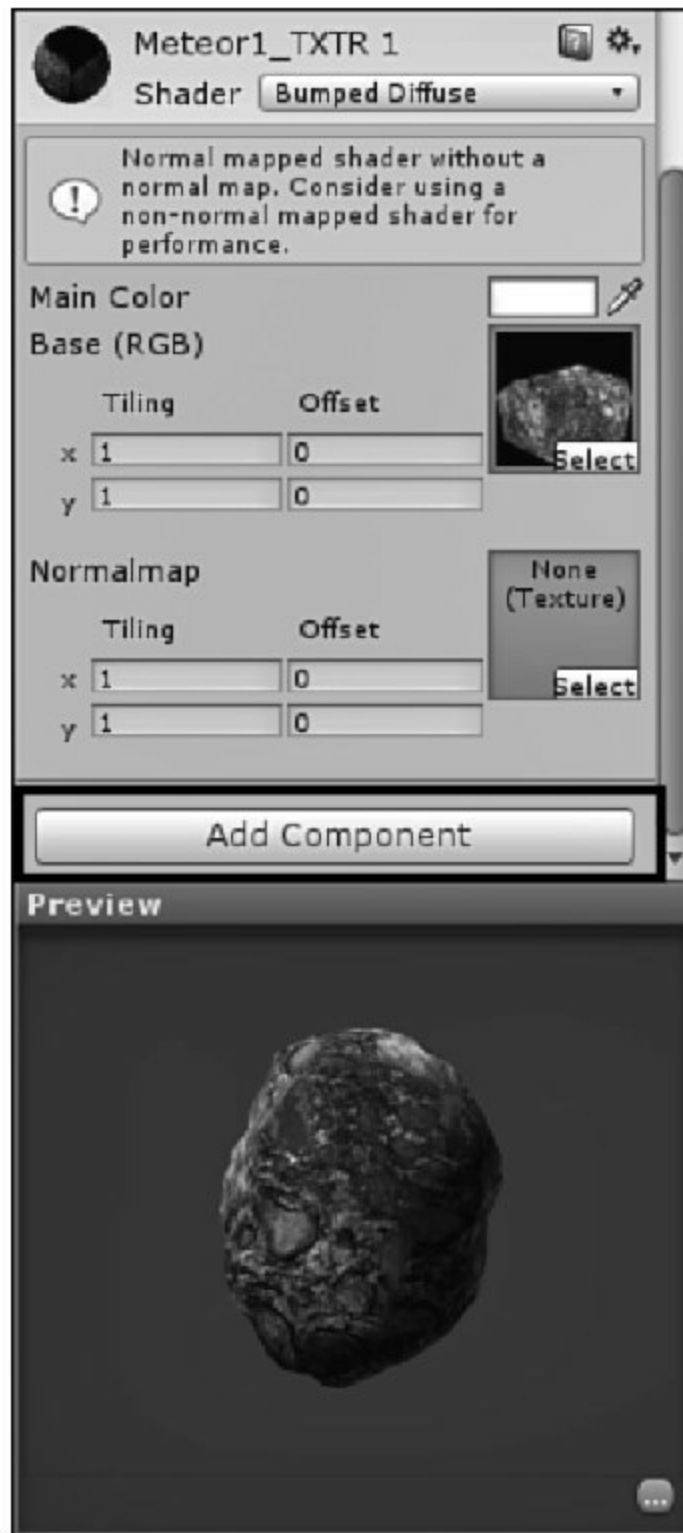 Meteor1_TXTR 1
Shader Bumped Diffuse
Normal mapped shader without a
normal map. Consider using a
non-normal mapped shader for
performance.
Main Color
Base (RGB)
Tiling Offset
x 1 0
Select
y 1 0
Normalmap
None
(Texture)
Tiling Offset
x 1 0
Select
y 1 0
Add Component
Preview